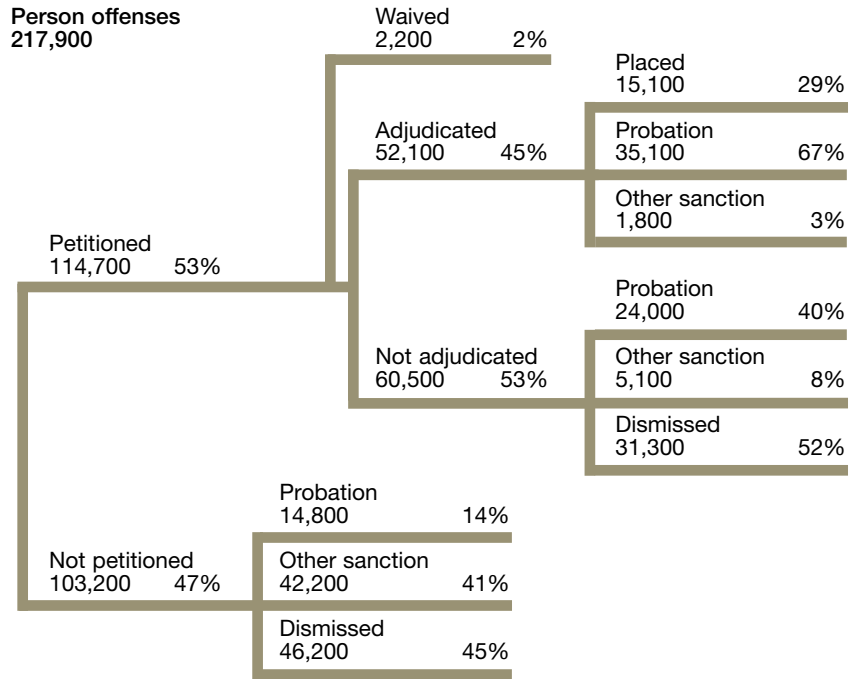 Person offenses
217,900
Waived
2,200 2%
Placed
15,100 29%
Adjudicated
52,100 45%
Probation
35,100 67%
Other sanction
1,800 3%
Petitioned
114,700 53%
Probation
24,000 40%
Not adjudicated
60,500 53%
Other sanction
5,100 8%
Dismissed
31,300 52%
Probation
14,800 14%
Not petitioned
103,200 47%
Other sanction
42,200 41%
Dismissed
46,200 45%